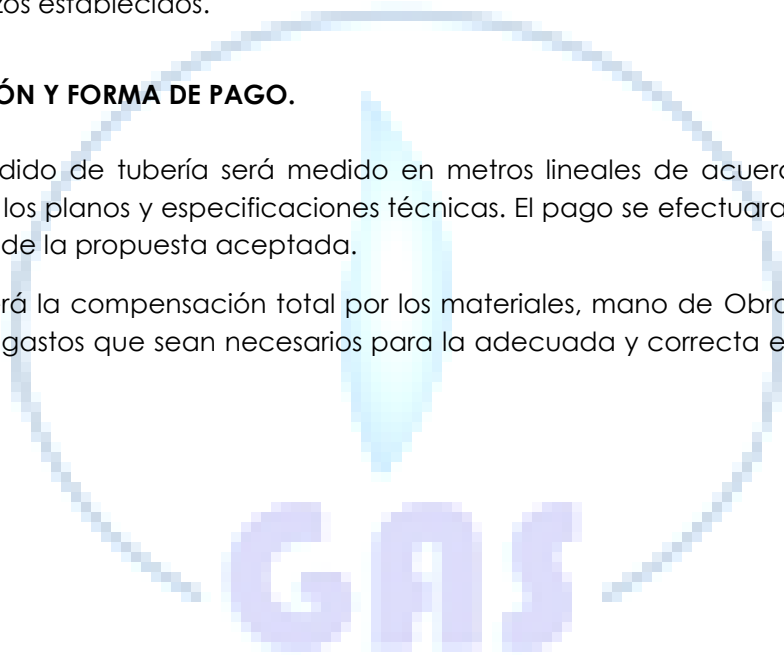 zos establecidos.
ÓN Y FORMA DE PAGO.
dido de tubería será medido en metros lineales de acuerd
los planos y especificaciones técnicas. El pago se efectuara
de la propuesta aceptada.
erá la compensación total por los materiales, mano de Obra
gastos que sean necesarios para la adecuada y correcta e
GAS